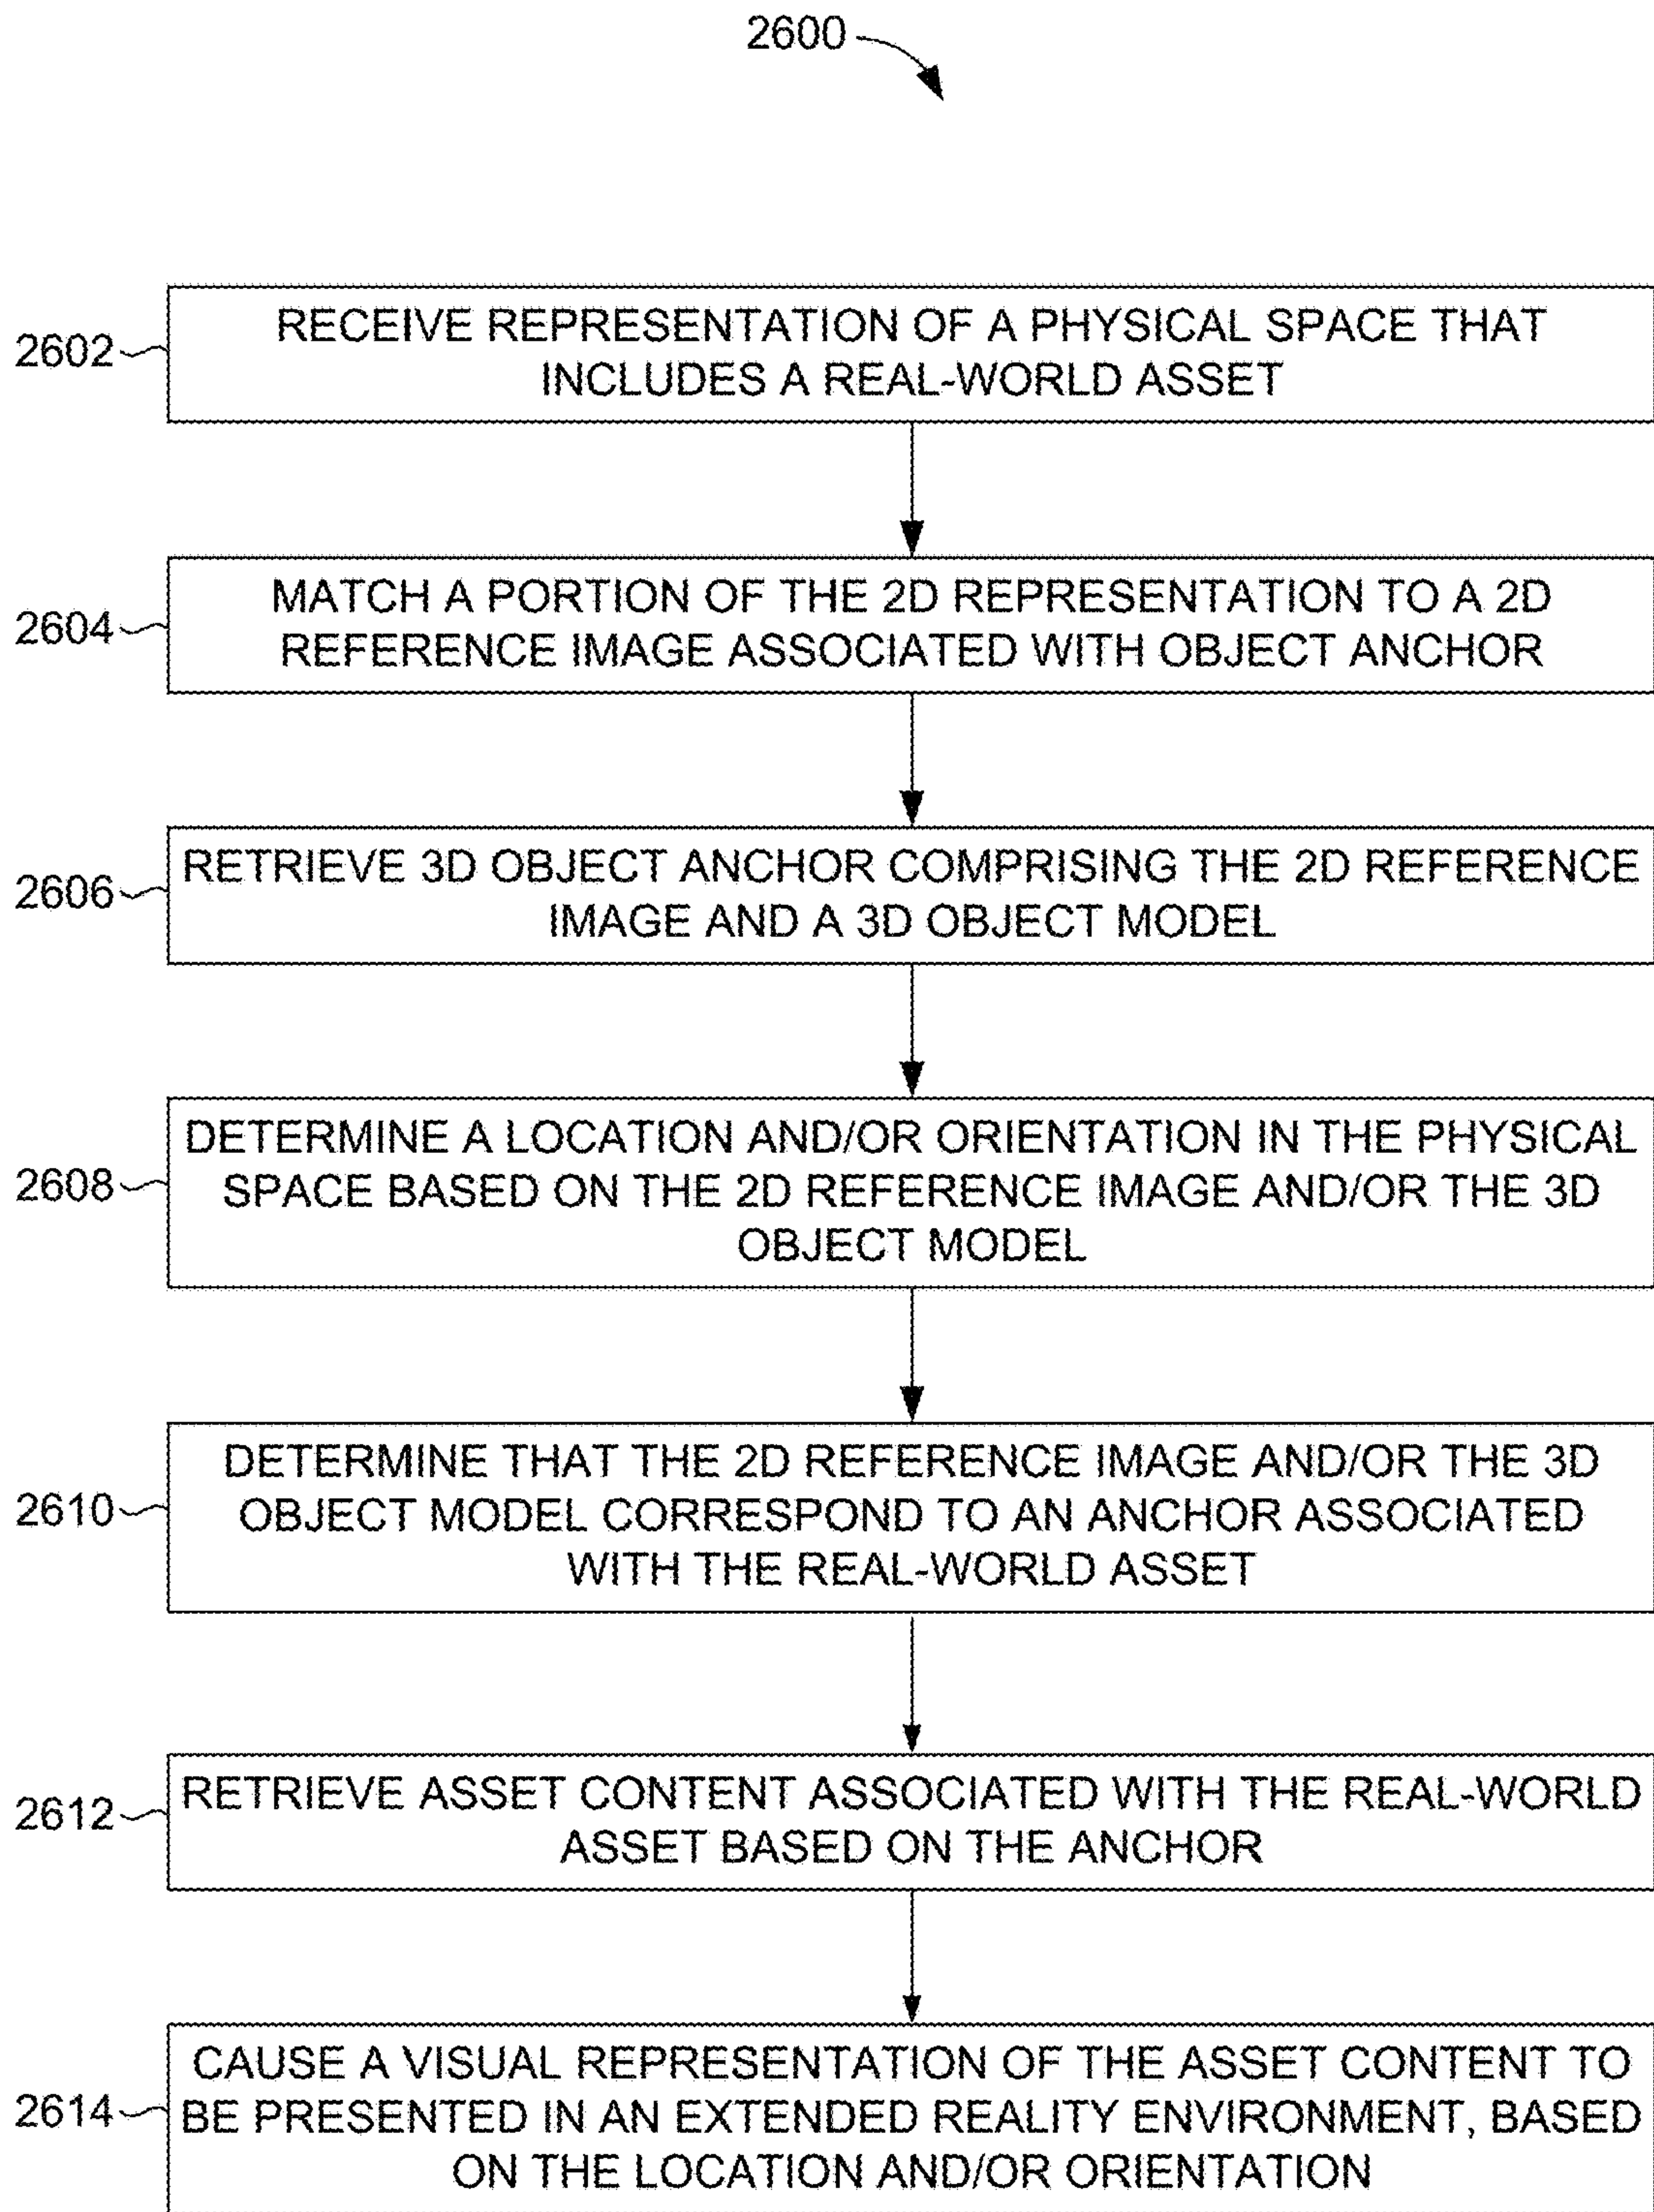 2600
2602
RECEIVE REPRESENTATION OF A PHYSICAL SPACE THAT
INCLUDES A REAL-WORLD ASSET
2604
MATCH A PORTION OF THE 2D REPRESENTATION TO A 2D
REFERENCE IMAGE ASSOCIATED WITH OBJECT ANCHOR
2606
RETRIEVE 3D OBJECT ANCHOR COMPRISING THE 2D REFERENCE
IMAGE AND A 3D OBJECT MODEL
2608
DETERMINE A LOCATION AND/OR ORIENTATION IN THE PHYSICAL
SPACE BASED ON THE 2D REFERENCE IMAGE AND/OR THE 3D
OBJECT MODEL
2610
DETERMINE THAT THE 2D REFERENCE IMAGE AND/OR THE 3D
OBJECT MODEL CORRESPOND TO AN ANCHOR ASSOCIATED
WITH THE REAL-WORLD ASSET
2612
RETRIEVE ASSET CONTENT ASSOCIATED WITH THE REAL-WORLD
ASSET BASED ON THE ANCHOR
2614
CAUSE A VISUAL REPRESENTATION OF THE ASSET CONTENT TO
BE PRESENTED IN AN EXTENDED REALITY ENVIRONMENT, BASED
ON THE LOCATION AND/OR ORIENTATION